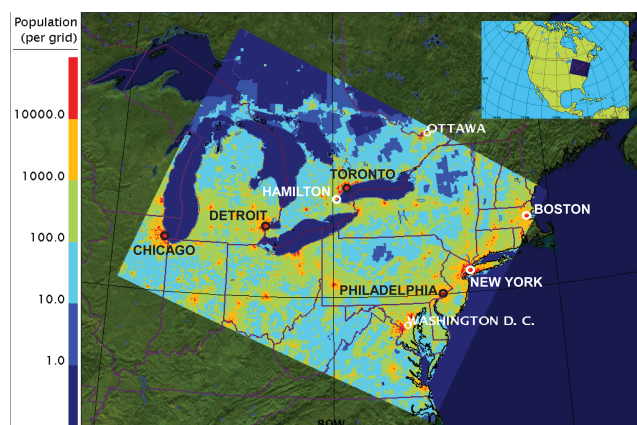 Population
(per grid)
10000.0
1000.0
100.0
10.0
1.0
OTTAWA
TORONTO
HAMILTON
DETROIT
BOSTON
CHICAGO
NEW YORK
PHILADELPHIA
WASHINGTON D. C.
80W